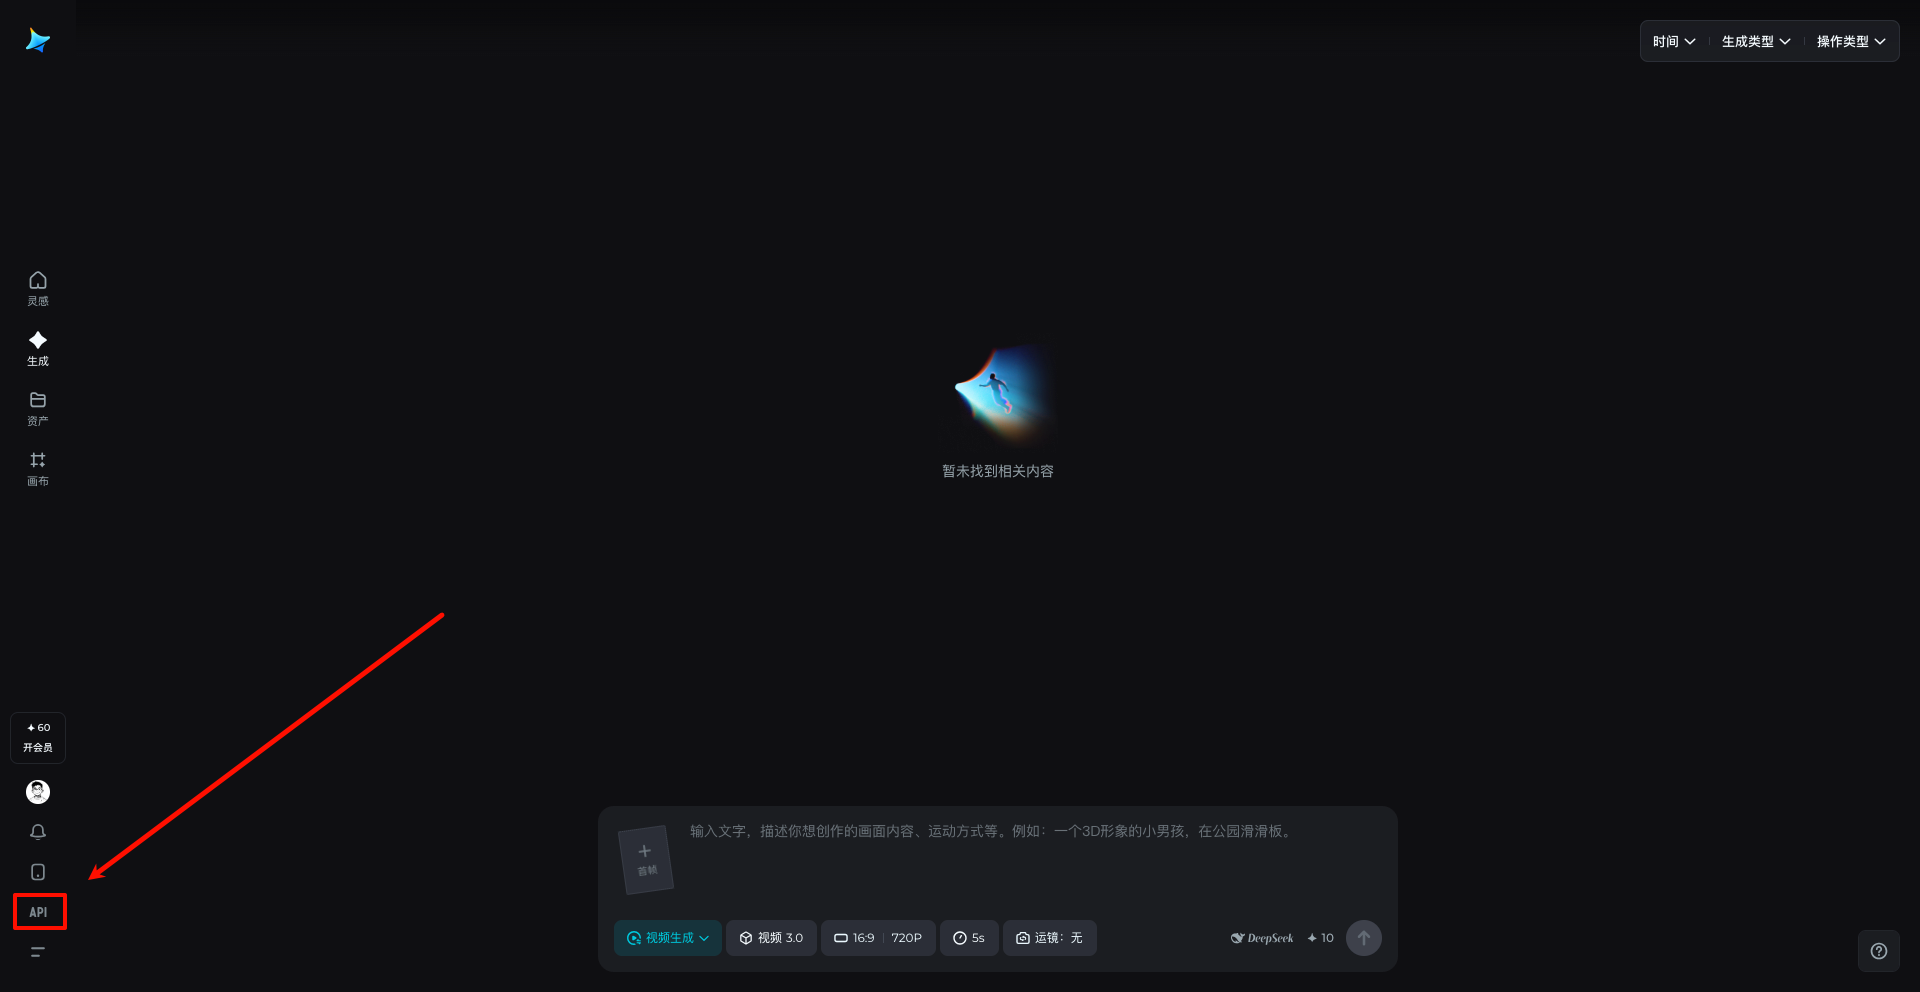 时间
生成类型
操作类型
灵感
生成
资产
画布
暂未找到相关内容
60
开会员
API
输入文字，描述你想创作的画面内容、运动方式等。例如：一个3D形象的小男孩，在公园滑滑板。
首帧
视频生成
视频 3.0
16:9 720P
5s
运镜：无
DeepSeek
10